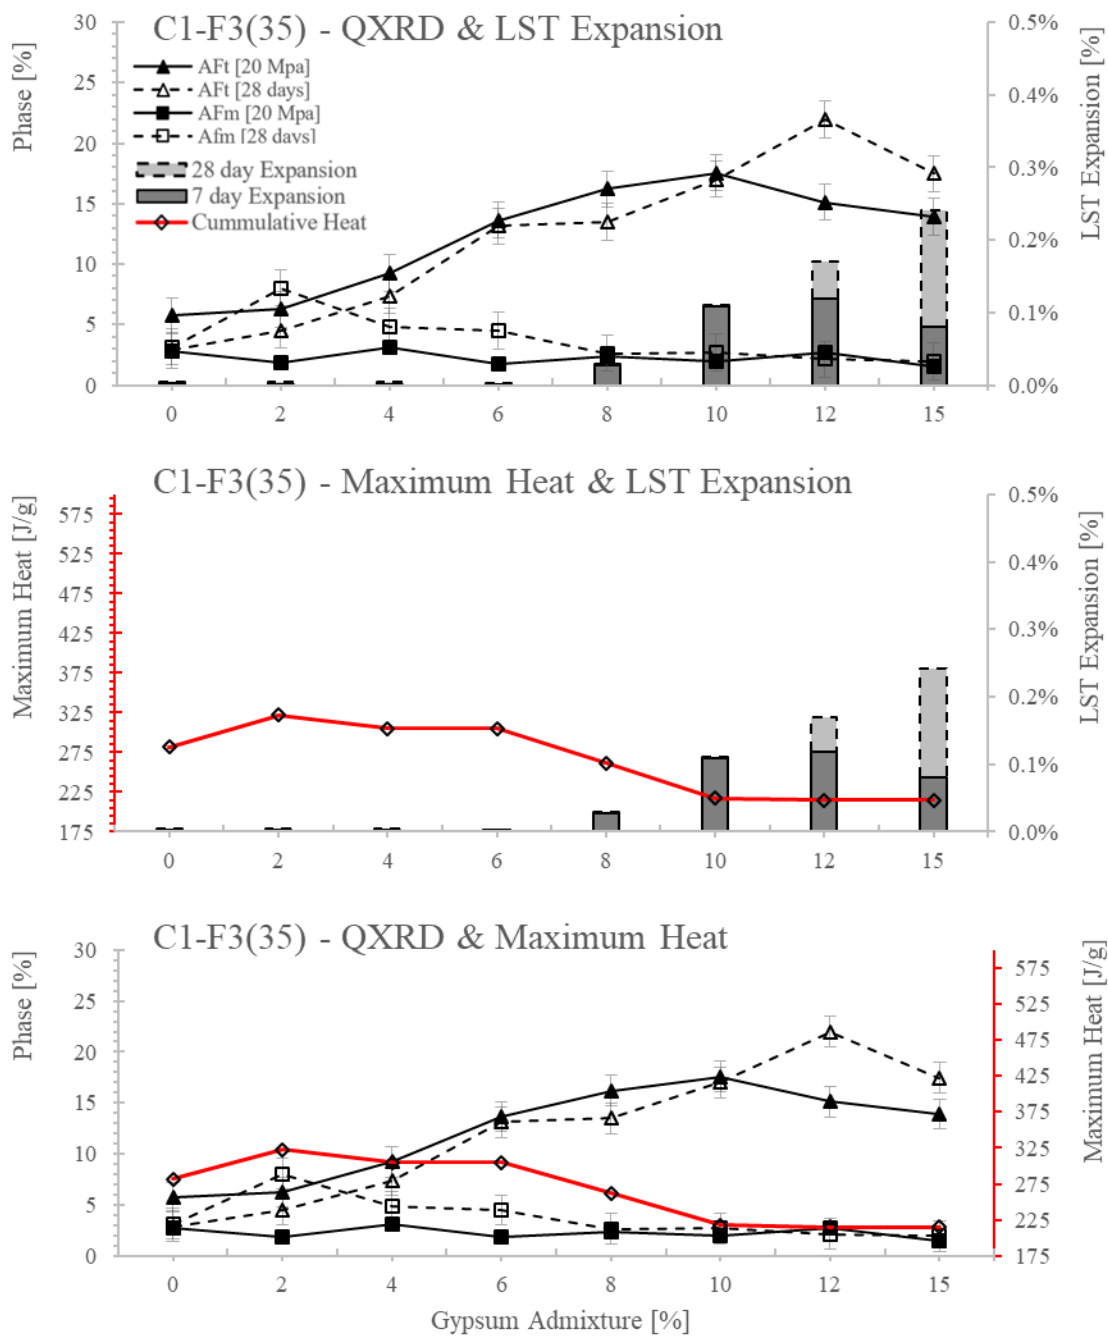 C1-F3(35) - QXRD & LST Expansion
Phase [%]
LST Expansion [%]
30
25
20
15
10
5
0
0.5%
0.4%
0.3%
0.2%
0.1%
0.0%
AFt [20 Mpa]
AFt [28 days]
AFm [20 Mpa]
Afm [28 days]
28 day Expansion
7 day Expansion
Cummulative Heat
0 2 4 6 8 10 12 15
C1-F3(35) - Maximum Heat & LST Expansion
Maximum Heat [J/g]
LST Expansion [%]
575
525
475
425
375
325
275
225
175
0.5%
0.4%
0.3%
0.2%
0.1%
0.0%
0 2 4 6 8 10 12 15
C1-F3(35) - QXRD & Maximum Heat
Phase [%]
Maximum Heat [J/g]
30
25
20
15
10
5
0
575
525
475
425
375
325
275
225
175
0 2 4 6 8 10 12 15
Gypsum Admixture [%]